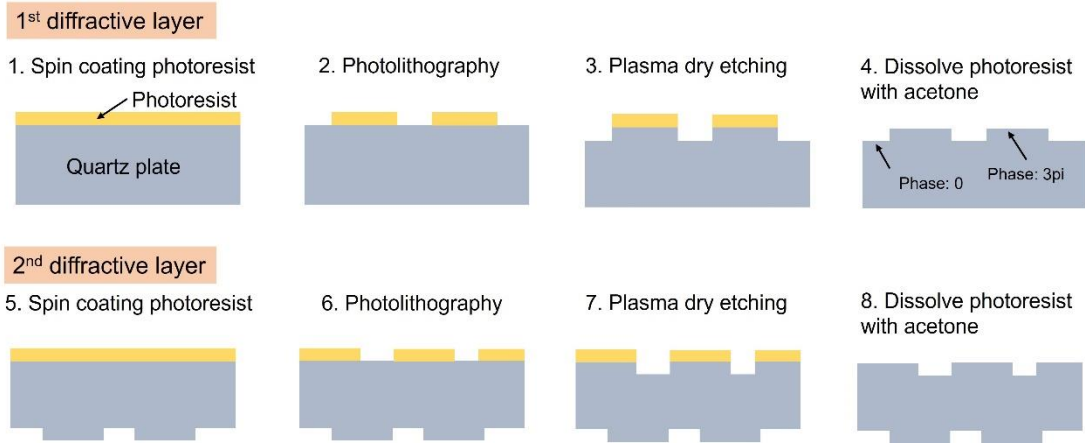 1st diffractive layer
1. Spin coating photoresist
Photoresist
Quartz plate
2. Photolithography
3. Plasma dry etching
4. Dissolve photoresist
with acetone
Phase: 0
Phase: 3pi
2nd diffractive layer
5. Spin coating photoresist
6. Photolithography
7. Plasma dry etching
8. Dissolve photoresist
with acetone